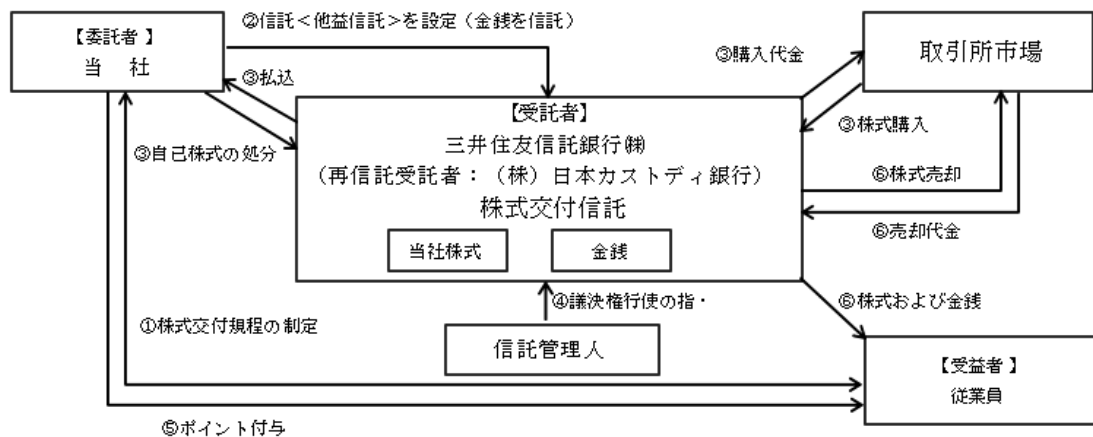 ②信託＜他益信託＞を設定（金銭を信託）
【委託者】
当　社
③購入代金
取引所市場
③払込
【受託者】
三井住友信託銀行㈱
（再信託受託者：（株）日本カストディ銀行）
株式交付信託
③株式購入
③自己株式の処分
⑥株式売却
⑥売却代金
当社株式
金銭
④議決権行使の指・
⑥株式および金銭
①株式交付規程の制定
信託管理人
【受益者】
従業員
⑤ポイント付与